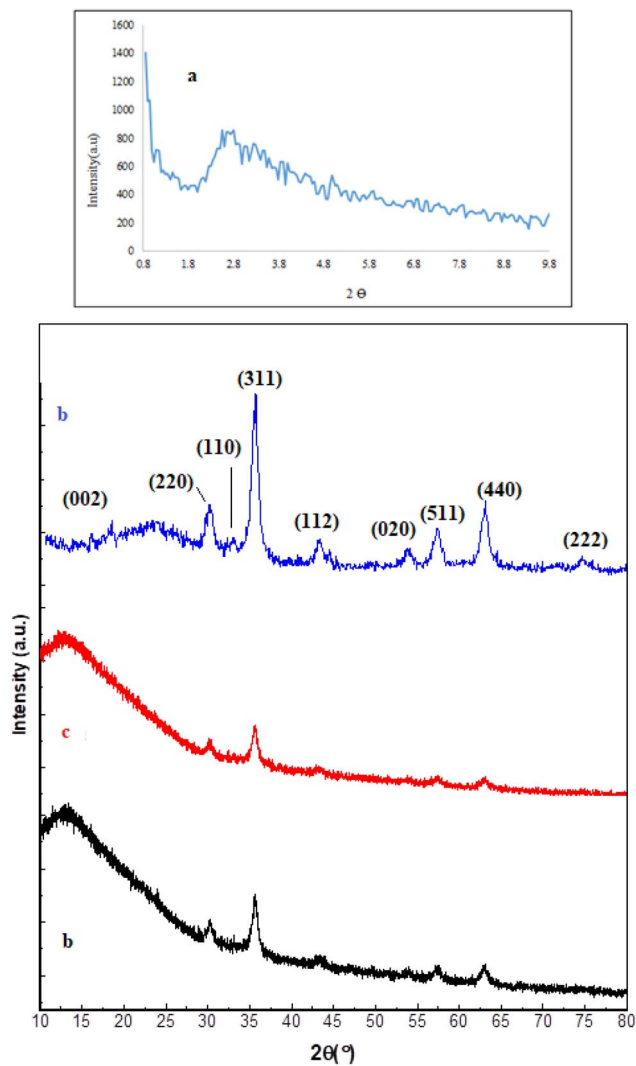 1600
1400
1200
1000
800
600
400
200
0
Intensity(a.u)
a
0.8 1.8 2.8 3.8 4.8 5.8 6.8 7.8 8.8 9.8
2 Ɵ
(311)
b
(110)
(220)
(002)
(440)
(511)
(112)
(020)
(222)
Intensity (a.u.)
c
b
10 15 20 25 30 35 40 45 50 55 60 65 70 75 80
2θ(°)